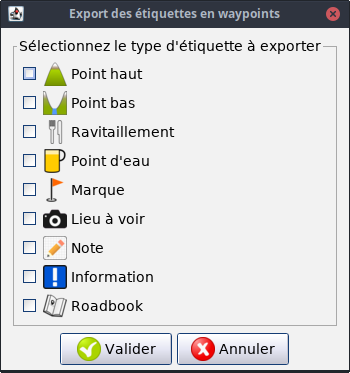 Export des étiquettes en waypoints
Sélectionnez le type d'étiquette à exporter
Point haut
Point bas
Ravitaillement
Point d'eau
Marque
Lieu à voir
Note
Information
Roadbook
Valider
Annuler